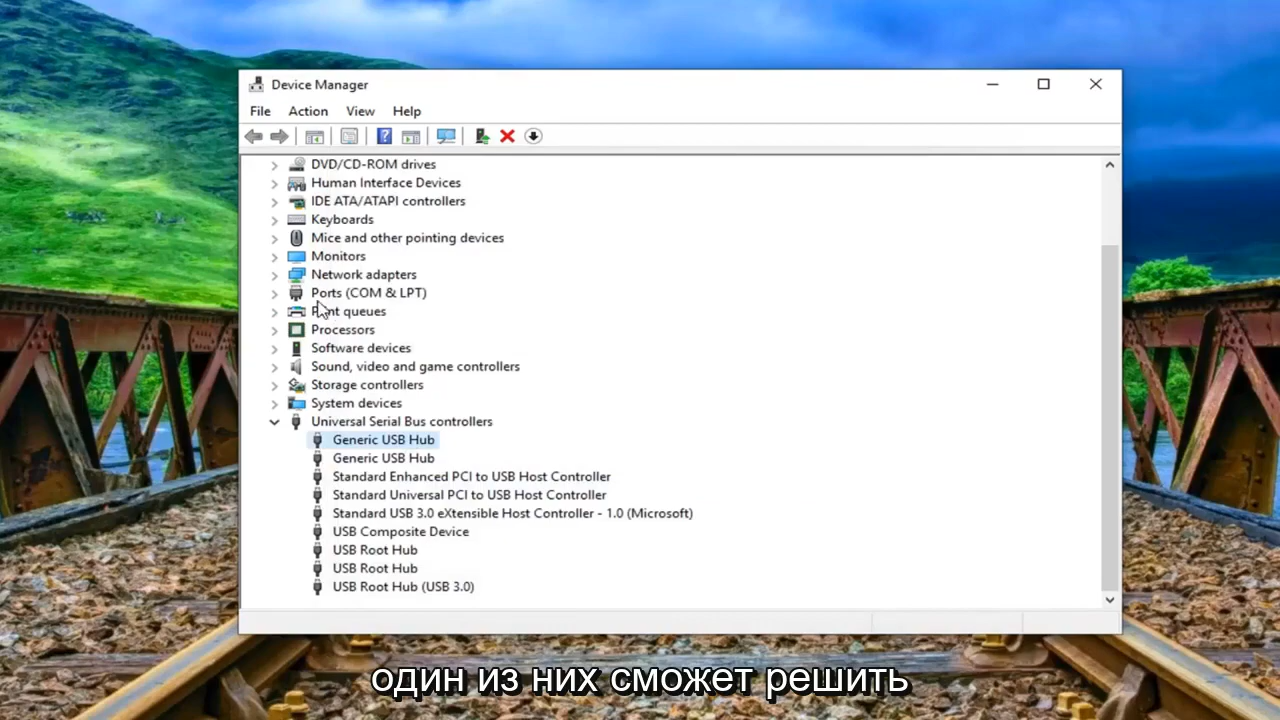 Device Manager
File Action View Help
DVD/CD-ROM drives
Human Interface Devices
IDE ATA/ATAPI controllers
Keyboards
Mice and other pointing devices
Monitors
Network adapters
Ports (COM & LPT)
Print queues
Processors
Software devices
Sound, video and game controllers
Storage controllers
System devices
Universal Serial Bus controllers
Generic USB Hub
Generic USB Hub
Standard Enhanced PCI to USB Host Controller
Standard Universal PCI to USB Host Controller
Standard USB 3.0 eXtensible Host Controller - 1.0 (Microsoft)
USB Composite Device
USB Root Hub
USB Root Hub
USB Root Hub (USB 3.0)
один из них сможет решить